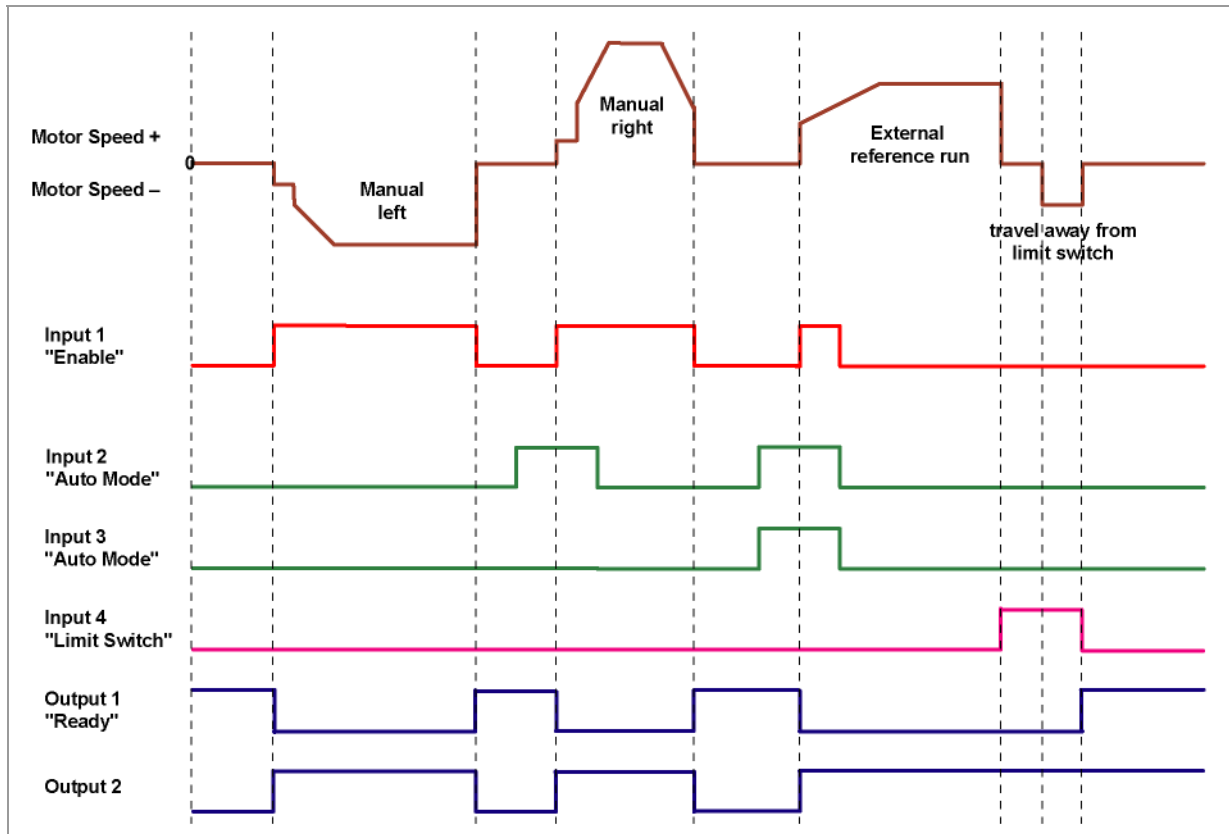 Manual
right
Motor Speed +
External
reference run
0
Motor Speed –
Manual
left
travel away from
limit switch
Input 1
"Enable"
Input 2
"Auto Mode"
Input 3
"Auto Mode"
Input 4
"Limit Switch"
Output 1
"Ready"
Output 2